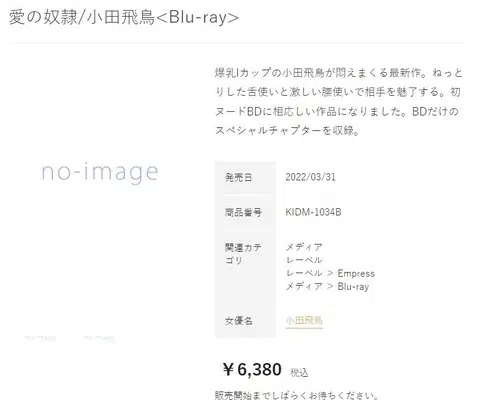 愛の奴隷/小田飛鳥<Blu-ray>
爆乳Iカップの小田飛鳥が悶えまくる最新作。ねっと
りした舌使いと激しい腰使いで相手を魅了する。初
ヌードBDに相応しい作品になりました。BDだけの
スペシャルチャプターを収録。
no-image
発売日 2022/03/31
商品番号 KIDM-1034B
関連カテ
ゴリ
メディア
レーベル
レーベル > Empress
メディア > Blu-ray
女優名 小田飛鳥
¥6,380 税込
販売開始までしばらくお待ちください。